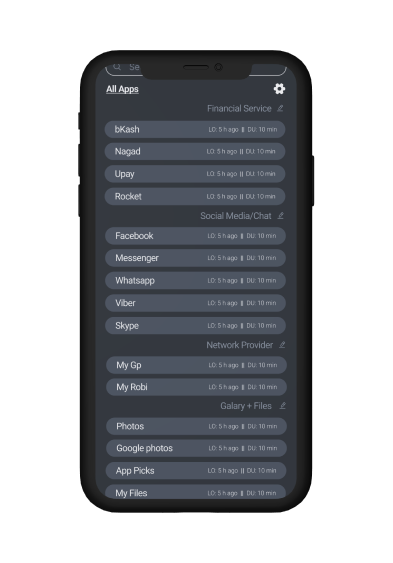 Se
All Apps
Financial Service
bKash LO: 5 h ago || DU: 10 min
Nagad LO: 5 h ago || DU: 10 min
Upay LO: 5 h ago || DU: 10 min
Rocket LO: 5 h ago || DU: 10 min
Social Media/Chat
Facebook LO: 5 h ago || DU: 10 min
Messenger LO: 5 h ago || DU: 10 min
Whatsapp LO: 5 h ago || DU: 10 min
Viber LO: 5 h ago || DU: 10 min
Skype LO: 5 h ago || DU: 10 min
Network Provider
My Gp LO: 5 h ago || DU: 10 min
My Robi LO: 5 h ago || DU: 10 min
Galary + Files
Photos LO: 5 h ago || DU: 10 min
Google photos LO: 5 h ago || DU: 10 min
App Picks LO: 5 h ago || DU: 10 min
My Files LO: 5 h ago || DU: 10 min